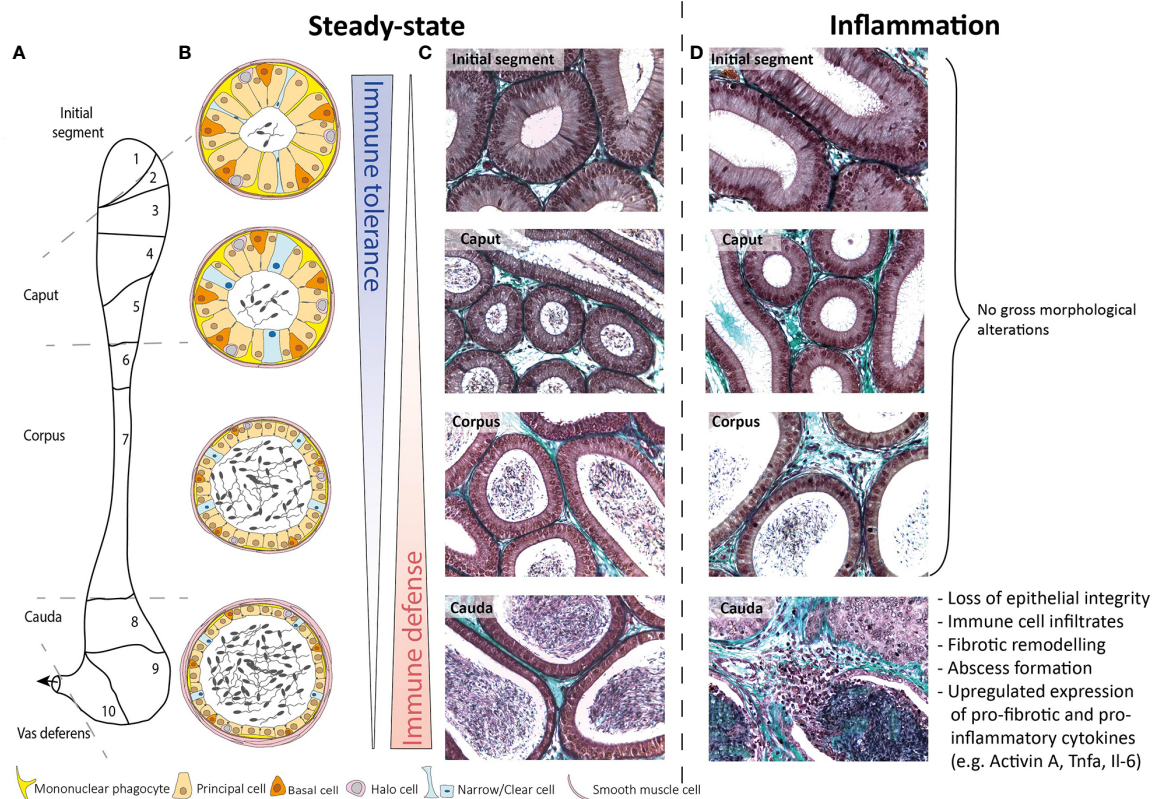 Steady-state
Inflammation
A
B
C
D
Initial
segment
1
2
3
4
5
6
7
8
9
10
Caput
Corpus
Cauda
Vas deferens
Immune tolerance
Immune defense
Initial segment
Caput
Corpus
Cauda
Initial segment
Caput
Corpus
Cauda
No gross morphological
alterations
- Loss of epithelial integrity
- Immune cell infiltrates
- Fibrotic remodelling
- Abscess formation
- Upregulated expression
of pro-fibrotic and pro-
inflammatory cytokines
(e.g. Activin A, Tnfa, Il-6)
Mononuclear phagocyte
Principal cell
Basal cell
Halo cell
Narrow/Clear cell
Smooth muscle cell